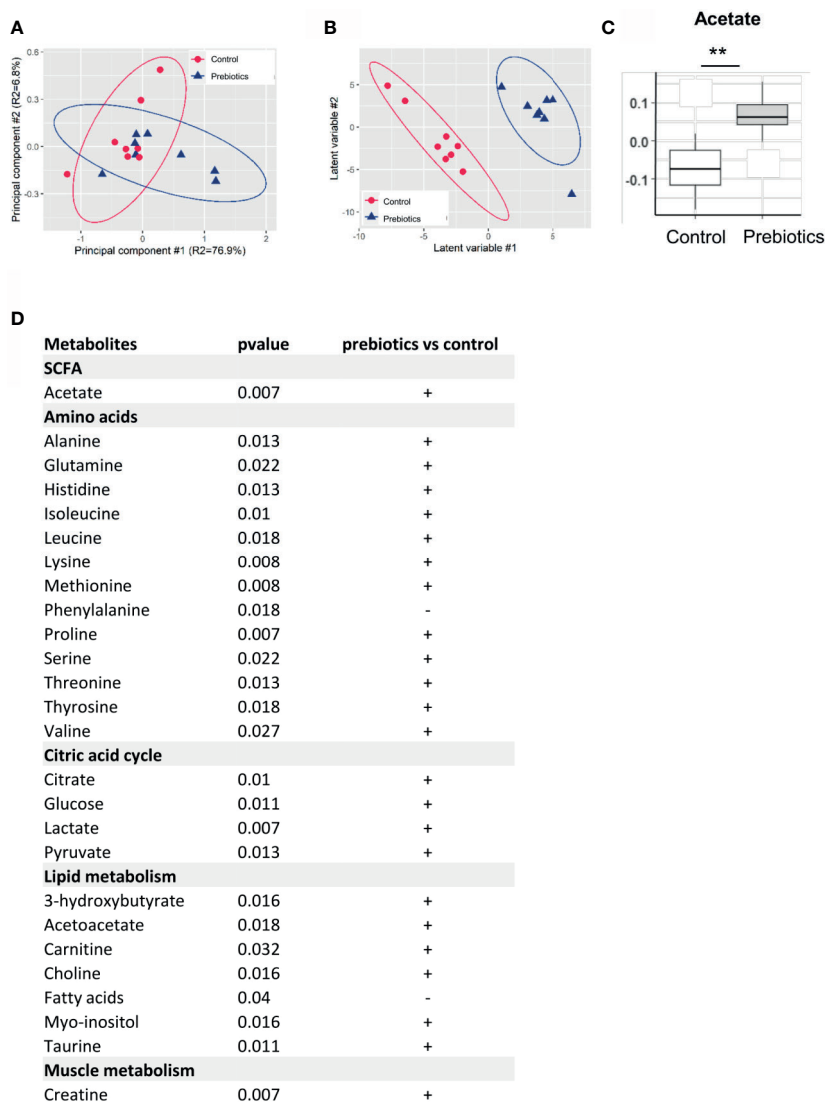 A
B
C
Acetate
**
0.6
0.3
0.0
-0.3
Principal component #2 (R2=6.8%)
Control
Prebiotics
-1
0
1
2
Principal component #1 (R2=76.9%)
5
0
-5
-10
Latent variable #2
Control
Prebiotics
-10
-5
0
5
Latent variable #1
0.1
0.0
-0.1
Control Prebiotics
D
Metabolites pvalue prebiotics vs control
SCFA
Acetate 0.007 +
Amino acids
Alanine 0.013 +
Glutamine 0.022 +
Histidine 0.013 +
Isoleucine 0.01 +
Leucine 0.018 +
Lysine 0.008 +
Methionine 0.008 +
Phenylalanine 0.018 -
Proline 0.007 +
Serine 0.022 +
Threonine 0.013 +
Thyrosine 0.018 +
Valine 0.027 +
Citric acid cycle
Citrate 0.01 +
Glucose 0.011 +
Lactate 0.007 +
Pyruvate 0.013 +
Lipid metabolism
3-hydroxybutyrate 0.016 +
Acetoacetate 0.018 +
Carnitine 0.032 +
Choline 0.016 +
Fatty acids 0.04 -
Myo-inositol 0.016 +
Taurine 0.011 +
Muscle metabolism
Creatine 0.007 +